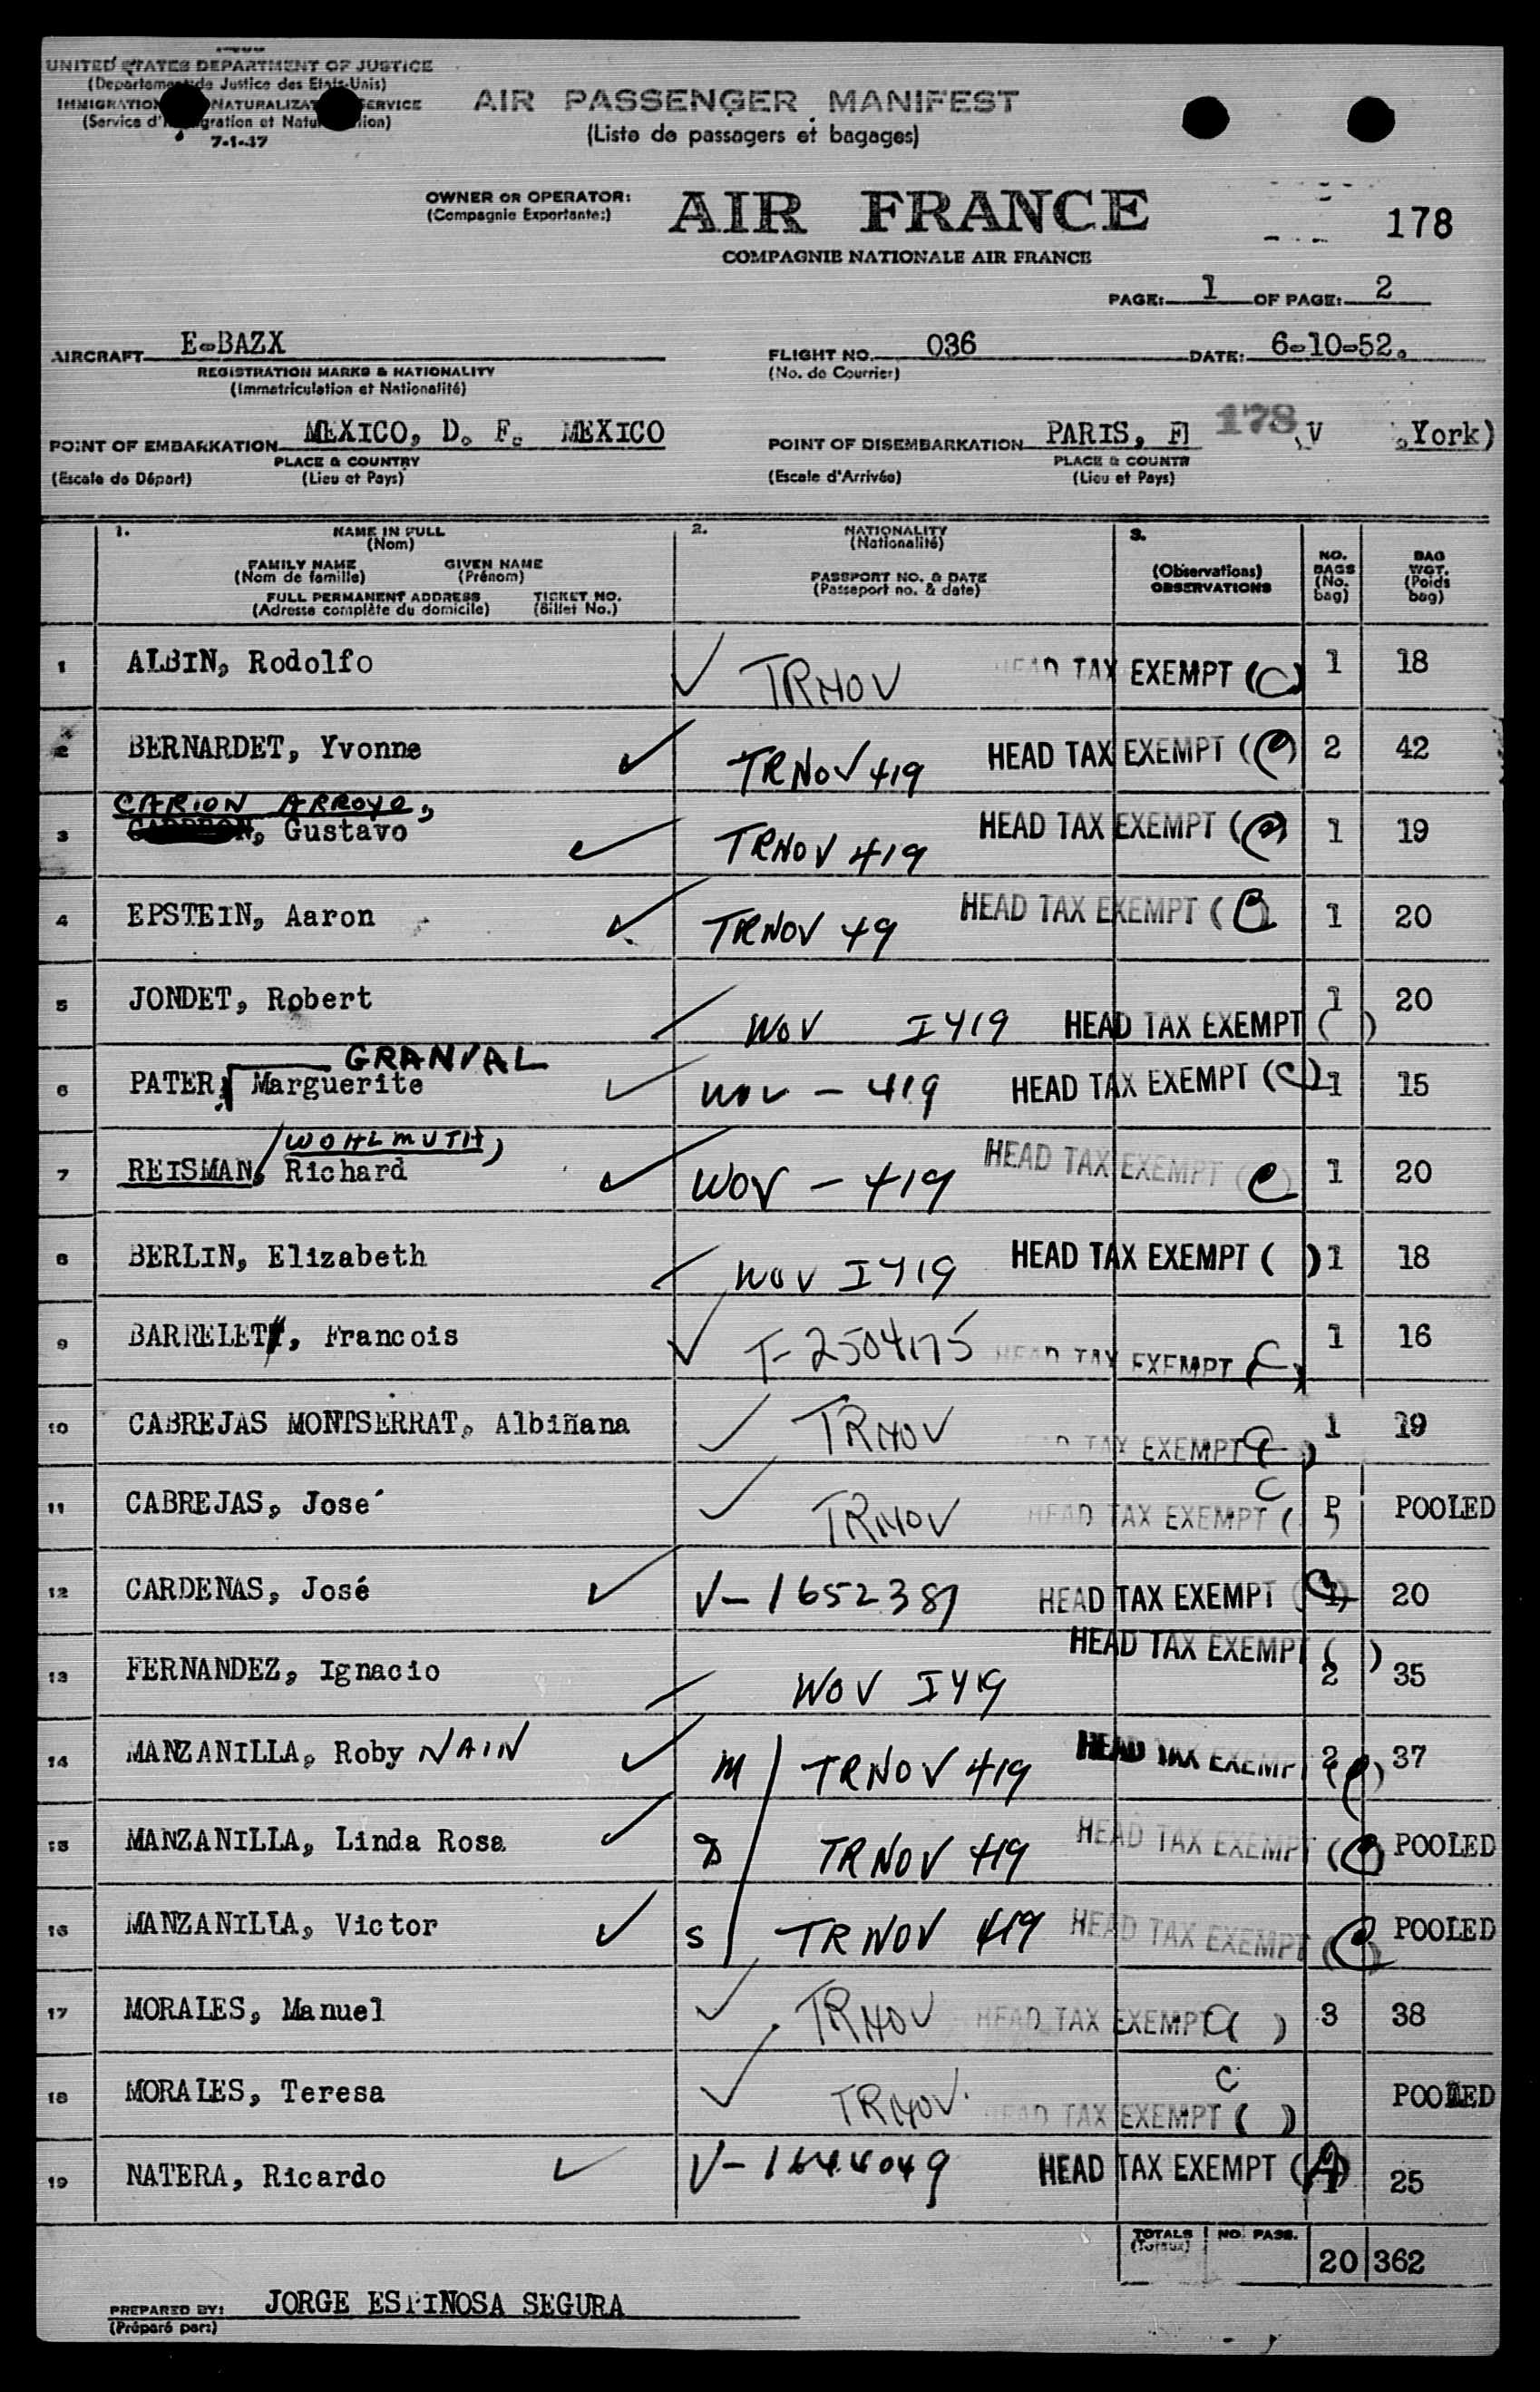 UNITED STATES DEPARTMENT OF JUSTICE
(Departement de Justice des Etats-Unis)
IMMIGRATION NATURALIZATION SERVICE
(Service d'Immigration et Naturalisation)
7-1-47
AIR PASSENGER MANIFEST
(Liste de passagers et bagages)
OWNER OR OPERATOR:
(Compagnie Exportante:)
AIR FRANCE
COMPAGNIE NATIONALE AIR FRANCE
178
PAGE: 1 OF PAGE: 2
AIRCRAFT E-BAZX
REGISTRATION MARKS & NATIONALITY
(Immatriculation et Nationalité)
FLIGHT NO. 036
(No. de Courrier)
DATE: 6-10-52.
POINT OF EMBARKATION MEXICO, D. F. MEXICO
PLACE & COUNTRY
(Escale de Départ) (Lieu et Pays)
POINT OF DISEMBARKATION PARIS, 178 York)
PLACE & COUNTR
(Escale d'Arrivée) (Lieu et Pays)
1. NAME IN FULL
(Nom)
FAMILY NAME GIVEN NAME
(Nom de famille) (Prénom)
FULL PERMANENT ADDRESS TICKET NO.
(Adresse complète du domicile) (Billet No.)
2. NATIONALITY
(Nationalité)
PASSPORT NO. & DATE
(Passeport no. & date)
3.
(Observations)
OBSERVATIONS
NO.
BAGS
(No.
bag)
BAG
WGT.
(Poids
bag)
1 ALBIN, Rodolfo TRNOV HEAD TAX EXEMPT (C) 1 18
2 BERNARDET, Yvonne TRNOV 419 HEAD TAX EXEMPT (C) 2 42
CARION ARROYO,
3 Gustavo TRNOV 419 HEAD TAX EXEMPT (C) 1 19
4 EPSTEIN, Aaron TRNOV 49 HEAD TAX EXEMPT (B) 1 20
5 JONDET, Robert WOV I419 HEAD TAX EXEMPT ( ) 1 20
GRANVAL
6 PATER, Marguerite WOV - 419 HEAD TAX EXEMPT (C) 1 15
WOHLMUTH,
7 REISMAN, Richard WOV - 419 HEAD TAX EXEMPT (C) 1 20
8 BERLIN, Elizabeth WOV I419 HEAD TAX EXEMPT ( ) 1 18
9 BARRELET, Francois T-2504175 HEAD TAX EXEMPT (C) 1 16
10 CABREJAS MONTSERRAT, Albiñana TRNOV HEAD TAX EXEMPT (C) 1 19
11 CABREJAS, José TRNOV HEAD TAX EXEMPT (C) P POOLED
12 CARDENAS, José V-1652381 HEAD TAX EXEMPT (C) 1 20
13 FERNANDEZ, Ignacio WOV I419 HEAD TAX EXEMPT ( ) 2 35
14 MANZANILLA, Roby NAIN M / TRNOV 419 HEAD TAX EXEMPT (C) 2 37
15 MANZANILLA, Linda Rosa D TRNOV 419 HEAD TAX EXEMPT (C) POOLED
16 MANZANILLA, Victor S TRNOV 419 HEAD TAX EXEMPT (C) POOLED
17 MORALES, Manuel TRNOV HEAD TAX EXEMPT C ( ) 3 38
18 MORALES, Teresa TRNOV. HEAD TAX EXEMPT C ( ) POOLED
19 NATERA, Ricardo V-1644049 HEAD TAX EXEMPT (A) 25
TOTALS NO. PASS. 20 362
(Totaux)
PREPARED BY: JORGE ESPINOSA SEGURA
(Préparé par:)